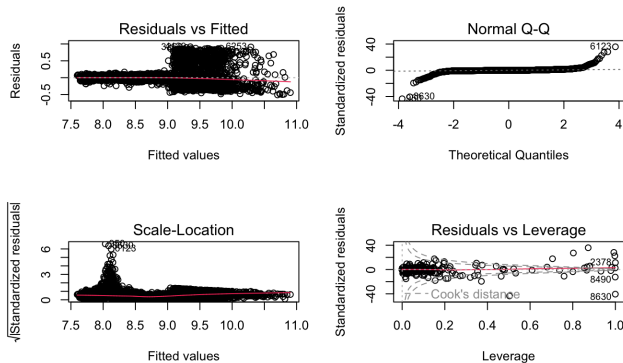 Residuals vs Fitted
Residuals
0.5
-0.5
6253
7.5 8.0 8.5 9.0 9.5 10.0 11.0
Fitted values
Normal Q-Q
Standardized residuals
40
0
40
6123
8630
-4 -2 0 2 4
Theoretical Quantiles
Scale-Location
√|Standardized residuals|
6
3
0
6123
7.5 8.0 8.5 9.0 9.5 10.0 11.0
Fitted values
Residuals vs Leverage
Standardized residuals
40
0
-40
2378
8490
8630
Cook's distance
0.0 0.2 0.4 0.6 0.8 1.0
Leverage